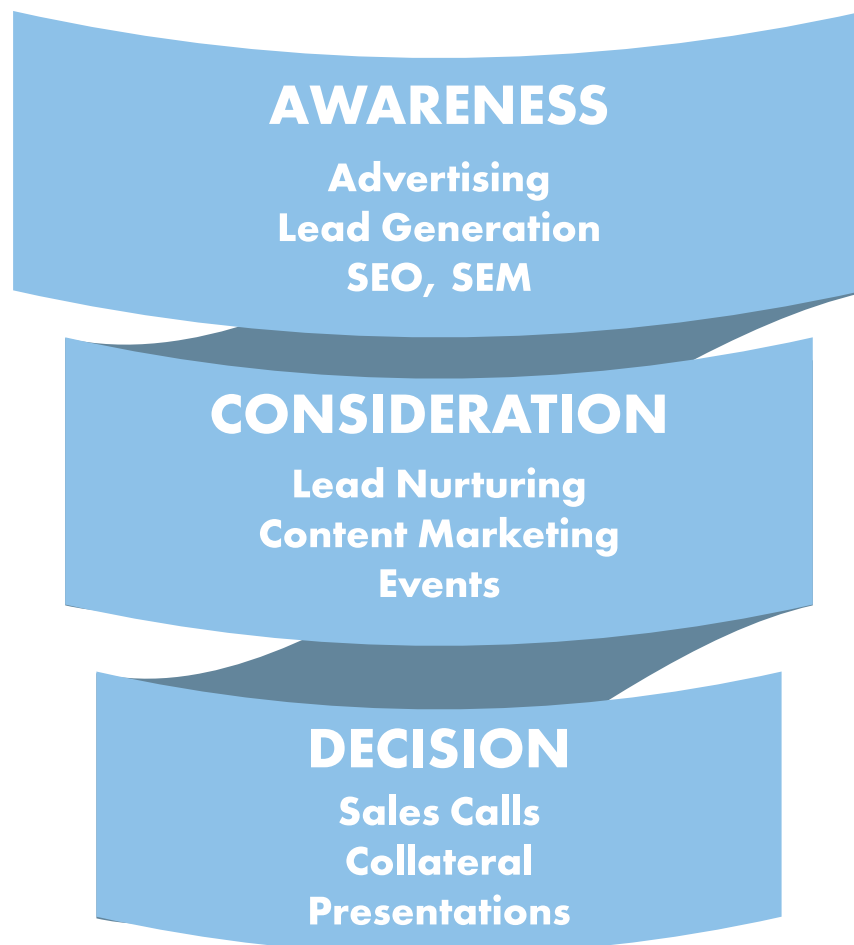 AWARENESS
Advertising
Lead Generation
SEO, SEM
CONSIDERATION
Lead Nurturing
Content Marketing
Events
DECISION
Sales Calls
Collateral
Presentations